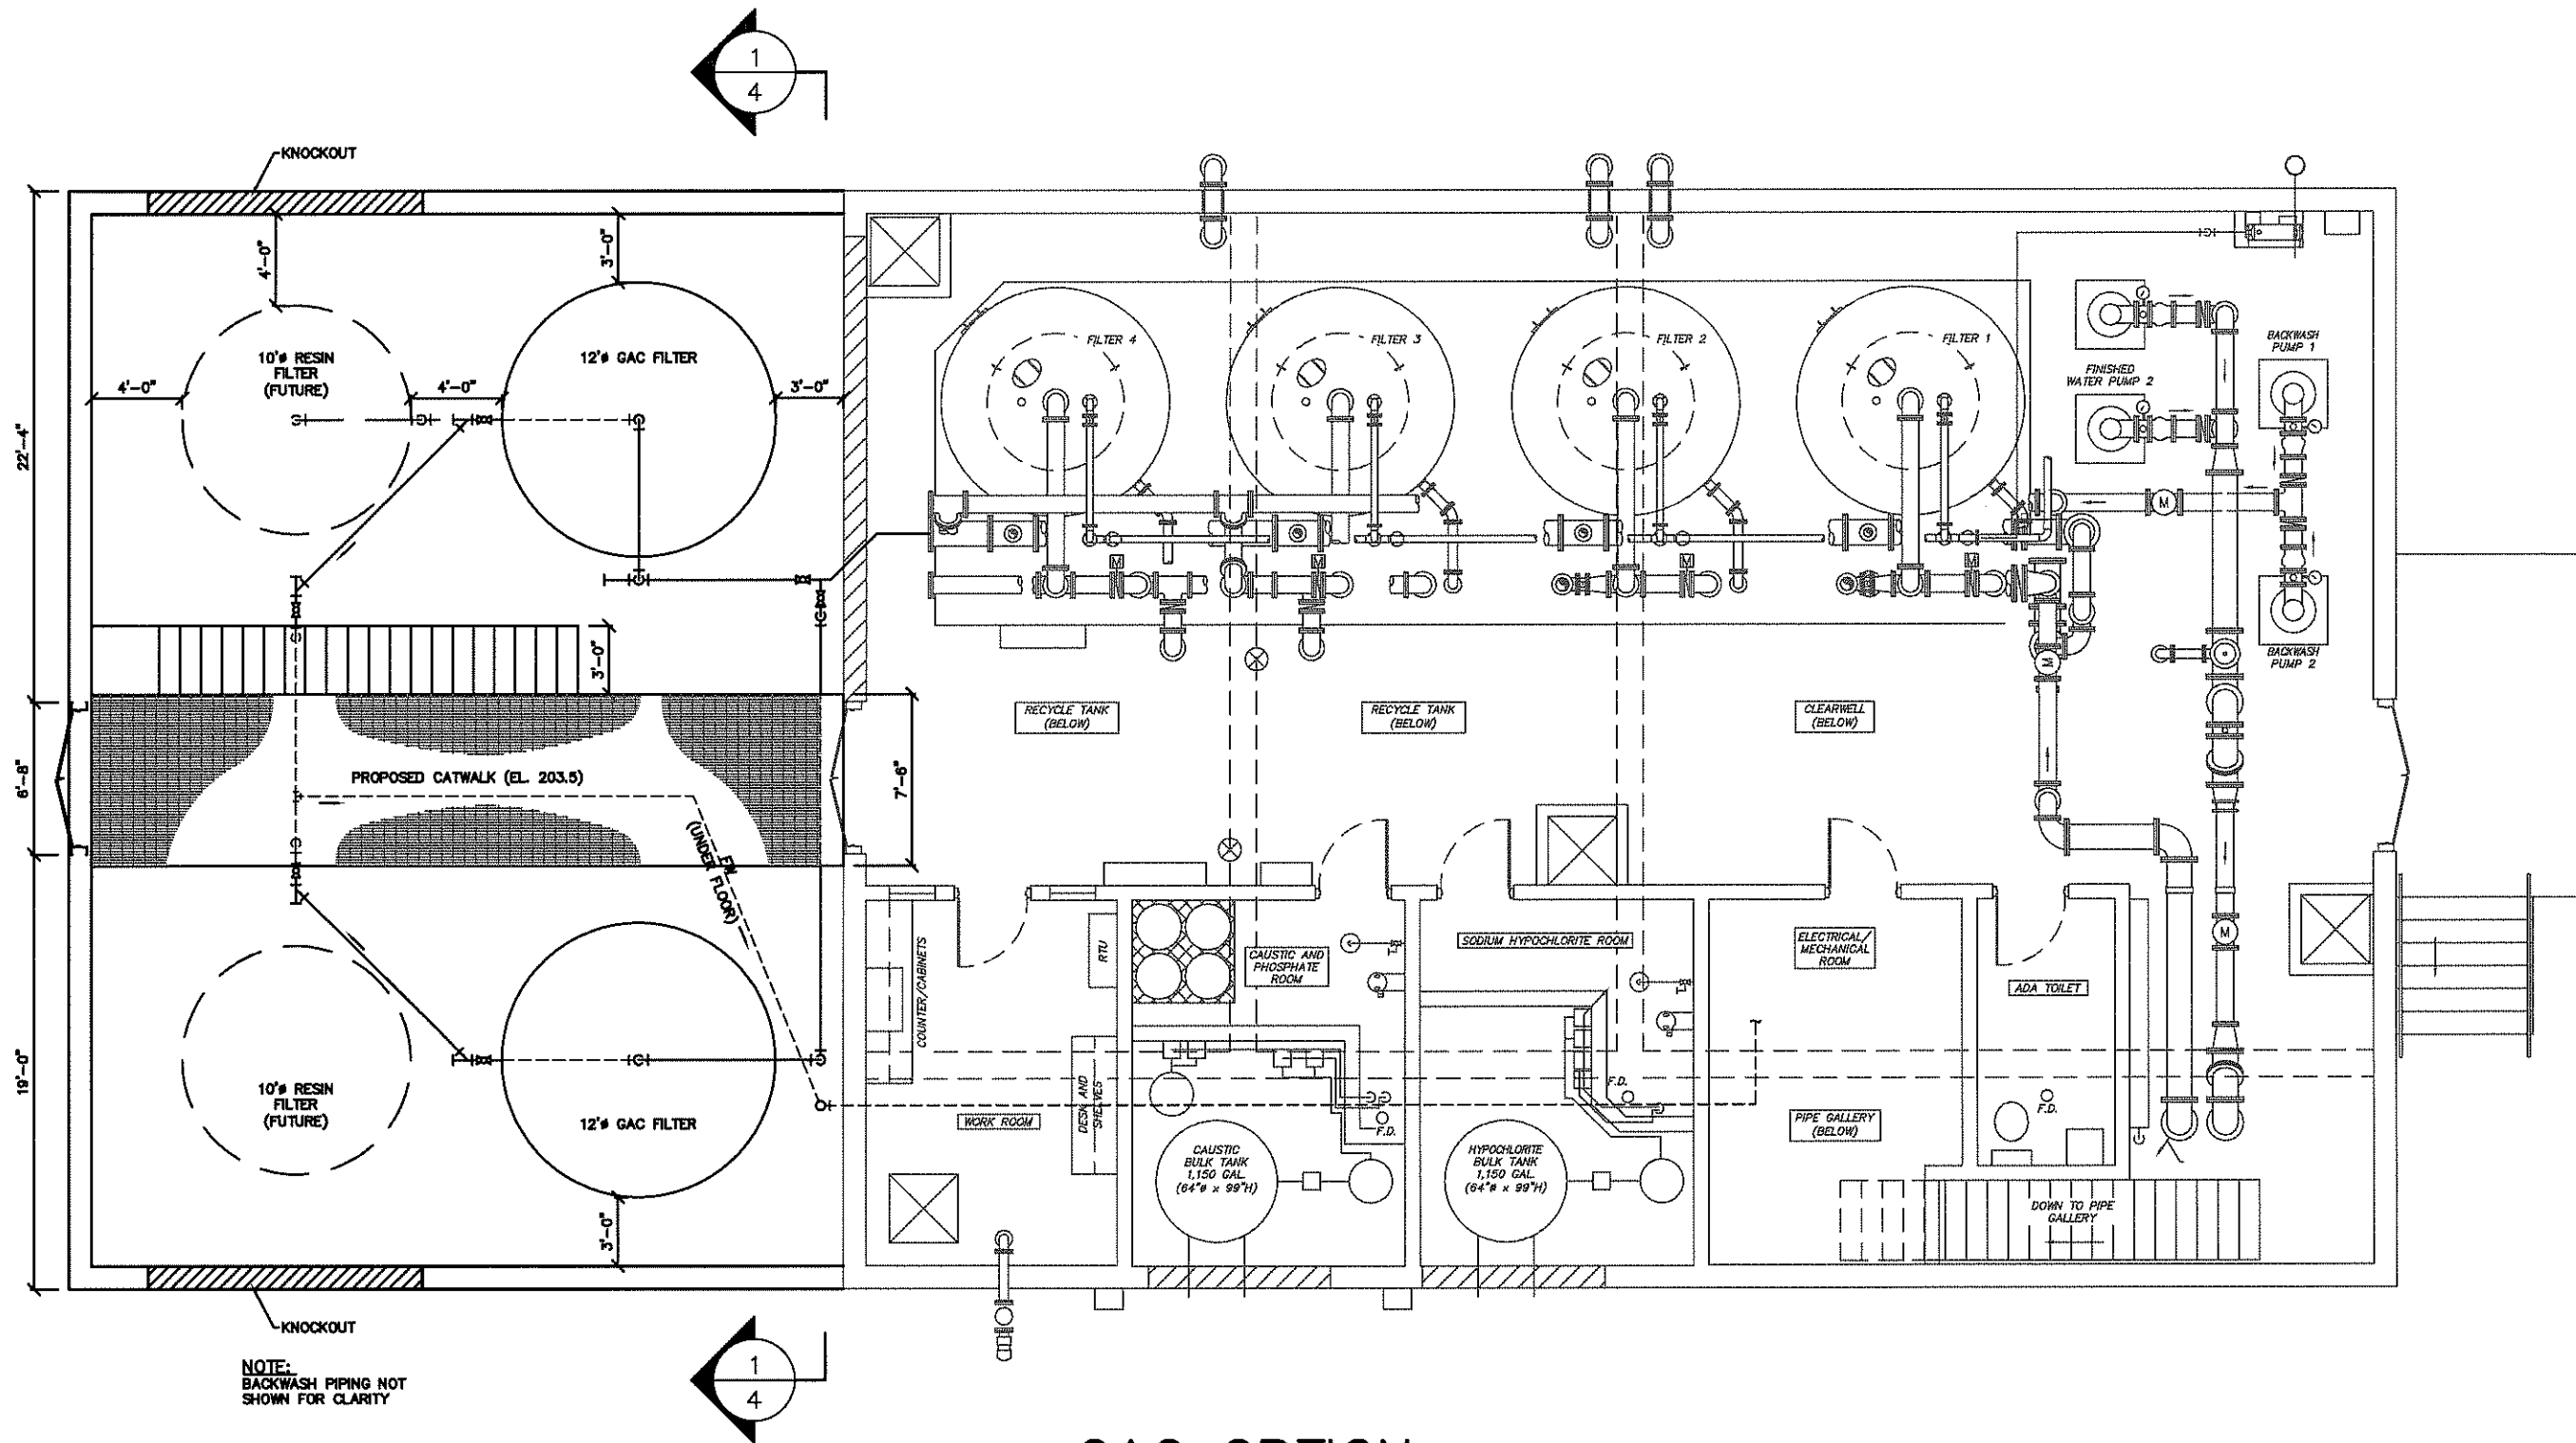 1
4
KNOCKOUT
4'-0"
3'-0"
22'-4"
10'ø RESIN
FILTER
(FUTURE)
12'ø GAC FILTER
4'-0"
4'-0"
3'-0"
FILTER 4
FILTER 3
FILTER 2
FILTER 1
FINISHED
WATER PUMP 2
BACKWASH
PUMP 1
M
M
M
M
M
BACKWASH
PUMP 2
M
3'-0"
6'-8"
PROPOSED CATWALK (EL. 203.5)
7'-6"
RECYCLE TANK
(BELOW)
RECYCLE TANK
(BELOW)
CLEARWELL
(BELOW)
FW
(UNDER FLOOR)
19'-0"
COUNTER/CABINETS
RTU
CAUSTIC AND
PHOSPHATE
ROOM
SODIUM HYPOCHLORITE ROOM
ELECTRICAL/
MECHANICAL
ROOM
M
ADA TOILET
10'ø RESIN
FILTER
(FUTURE)
12'ø GAC FILTER
WORK ROOM
DESK AND
SHELVES
F.D.
F.D.
F.D.
PIPE GALLERY
(BELOW)
CAUSTIC
BULK TANK
1,150 GAL.
(64"ø x 99"H)
HYPOCHLORITE
BULK TANK
1,150 GAL.
(64"ø x 99"H)
DOWN TO PIPE
GALLERY
3'-0"
KNOCKOUT
NOTE:
BACKWASH PIPING NOT
SHOWN FOR CLARITY
1
4
GAC OPTION